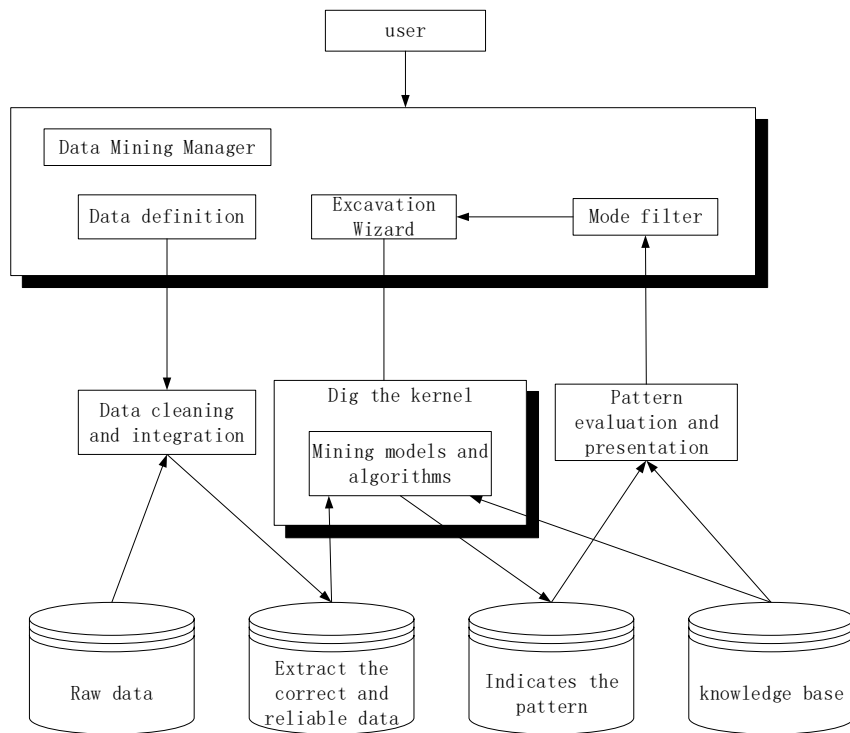 user
Data Mining Manager
Data definition
Excavation
Wizard
Mode filter
Data cleaning
and integration
Dig the kernel
Mining models and
algorithms
Pattern
evaluation and
presentation
Raw data
Extract the
correct and
reliable data
Indicates the
pattern
knowledge base